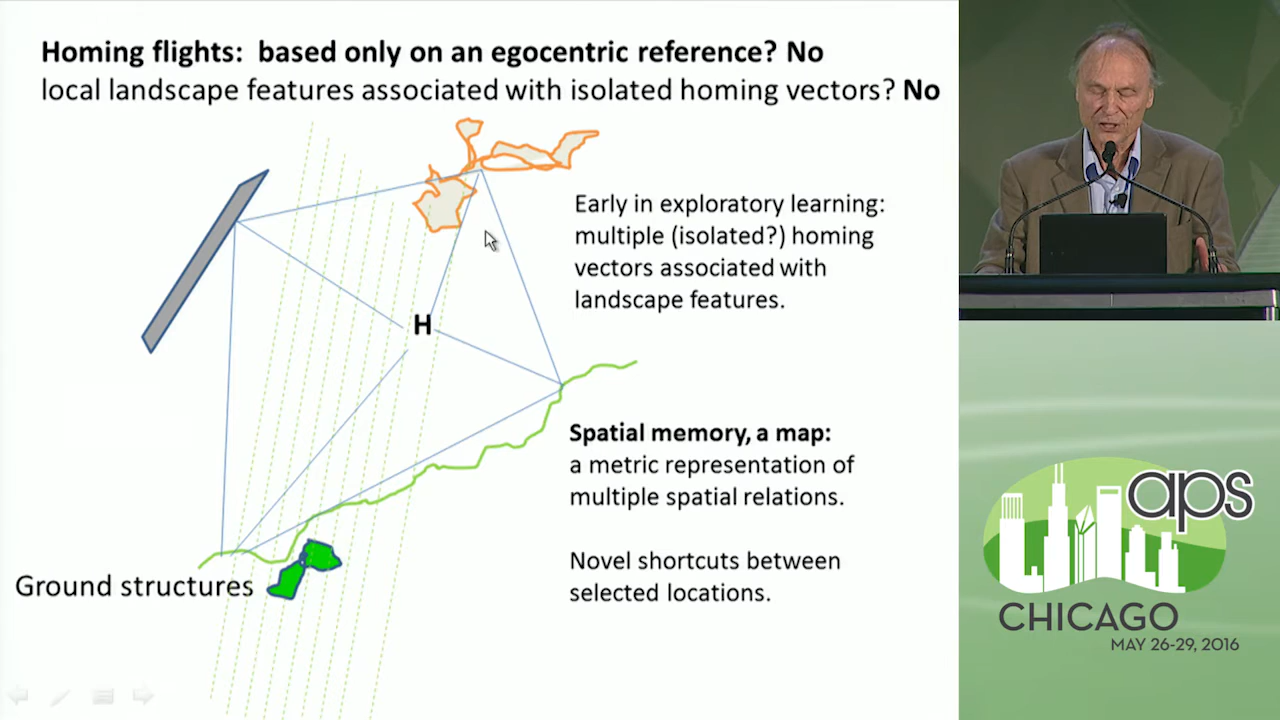 Homing flights: based only on an egocentric reference? No
local landscape features associated with isolated homing vectors? No
Early in exploratory learning:
multiple (isolated?) homing
vectors associated with
landscape features.
H
Spatial memory, a map:
a metric representation of
multiple spatial relations.
Novel shortcuts between
selected locations.
Ground structures
aps
CHICAGO
MAY 26-29, 2016